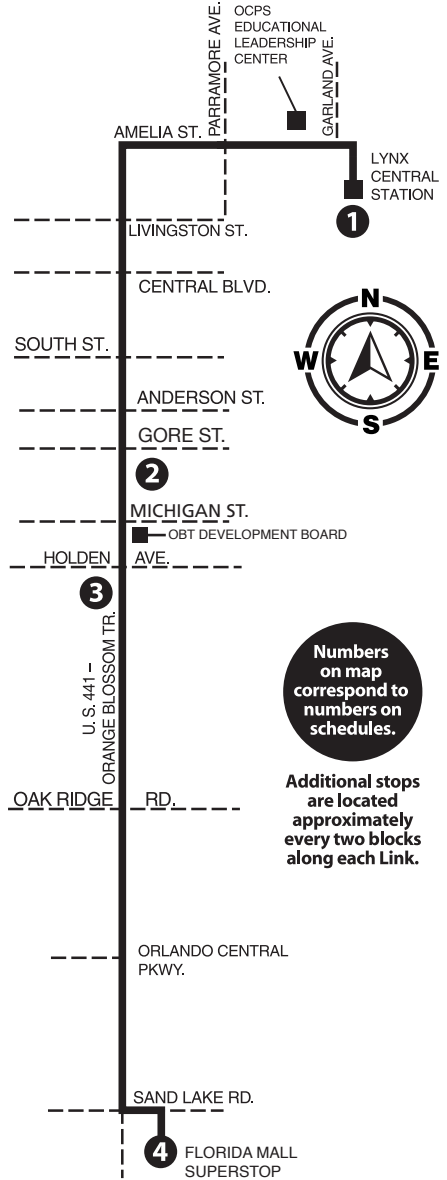 PARRAMORE AVE.
OCPS
EDUCATIONAL
LEADERSHIP
CENTER
GARLAND AVE.
AMELIA ST.
LYNX
CENTRAL
STATION
1
LIVINGSTON ST.
CENTRAL BLVD.
N
W E
S
SOUTH ST.
ANDERSON ST.
GORE ST.
2
MICHIGAN ST.
OBT DEVELOPMENT BOARD
HOLDEN AVE.
3
U. S. 441 –
ORANGE BLOSSOM TR.
Numbers
on map
correspond to
numbers on
schedules.
Additional stops
are located
approximately
every two blocks
along each Link.
OAK RIDGE RD.
ORLANDO CENTRAL
PKWY.
SAND LAKE RD.
4
FLORIDA MALL
SUPERSTOP